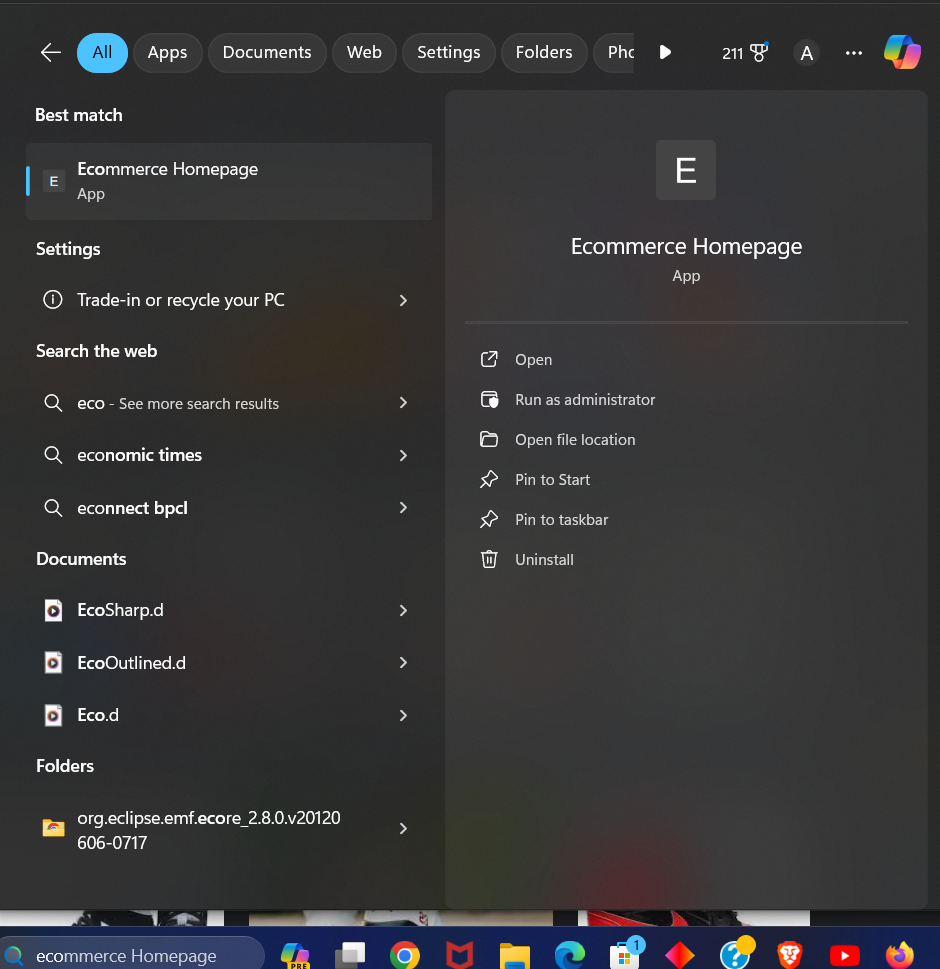 All
Apps
Documents
Web
Settings
Folders
Pho
211
A
Best match
E
Ecommerce Homepage
App
Settings
Trade-in or recycle your PC
Search the web
eco - See more search results
economic times
econnect bpcl
Documents
EcoSharp.d
EcoOutlined.d
Eco.d
Folders
org.eclipse.emf.ecore_2.8.0.v20120
606-0717
E
Ecommerce Homepage
App
Open
Run as administrator
Open file location
Pin to Start
Pin to taskbar
Uninstall
ecommerce Homepage
PRE
1
?